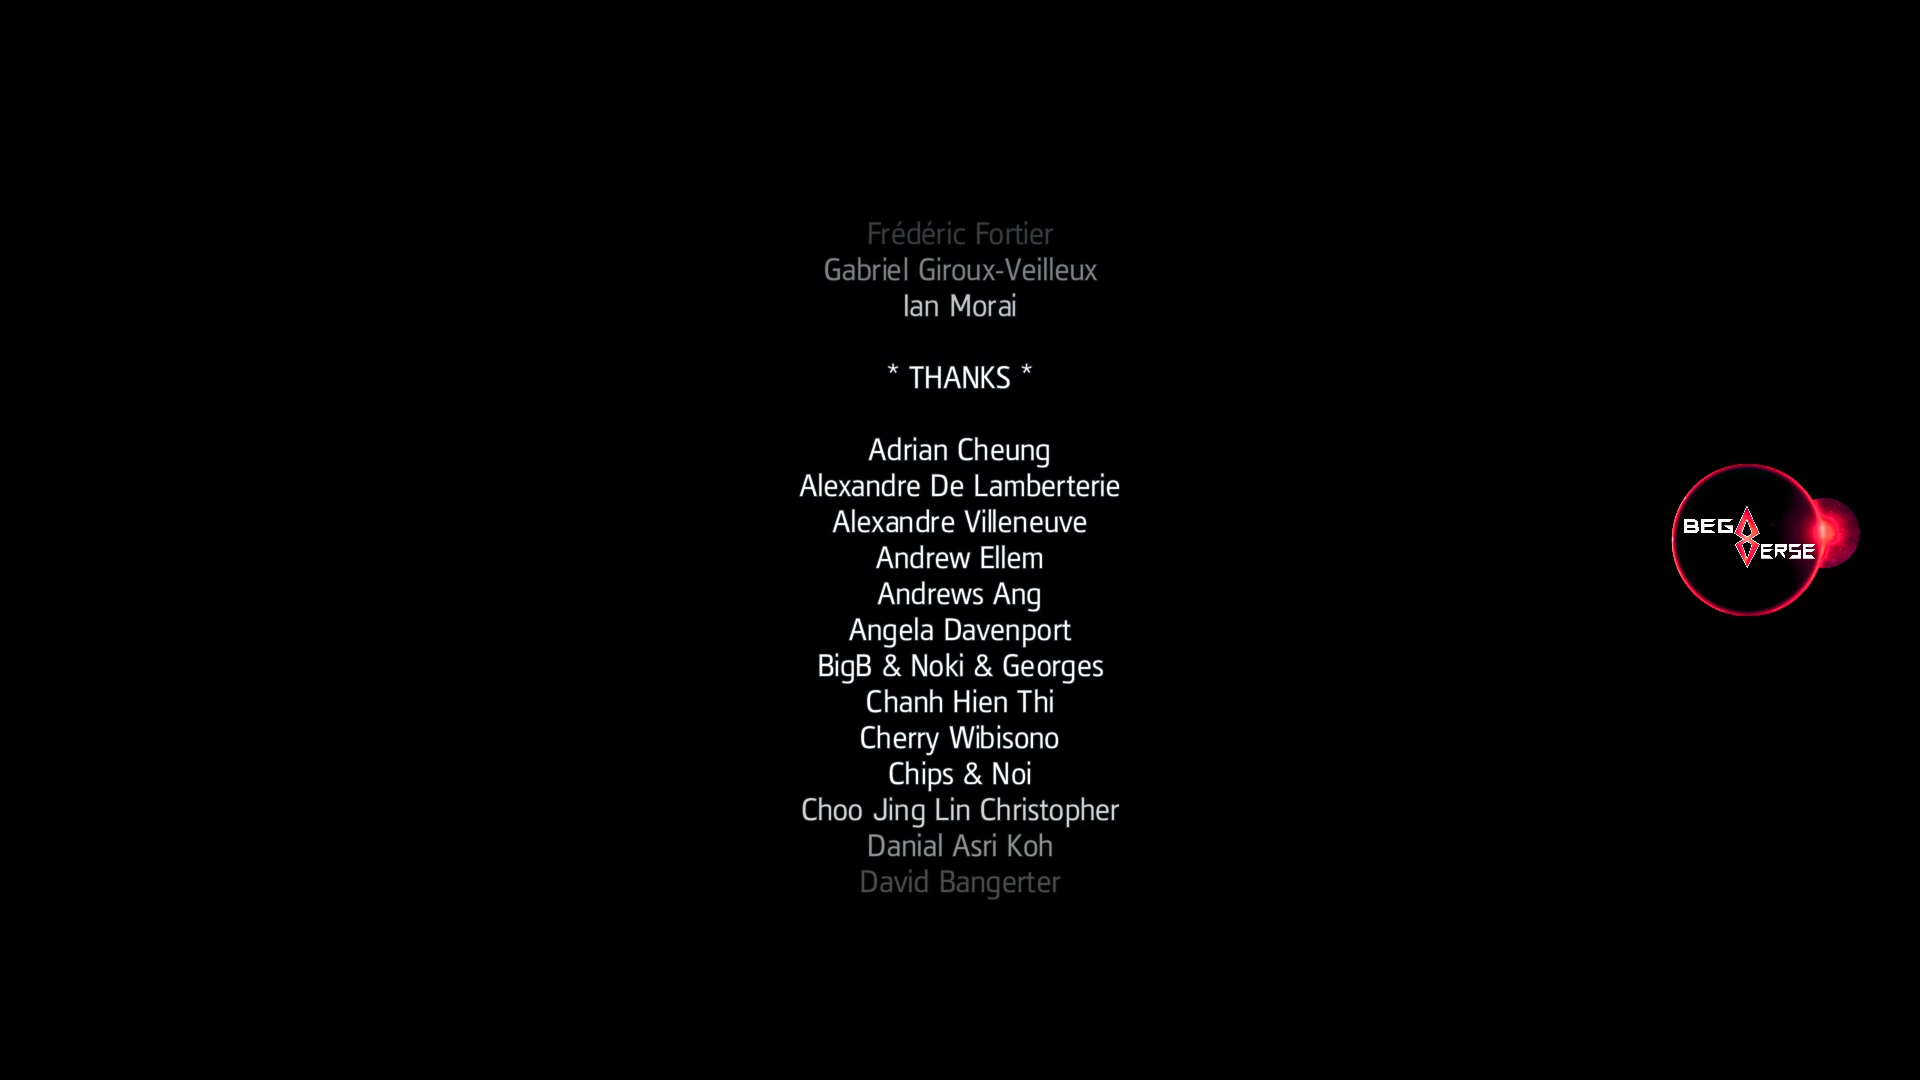 Frédéric Fortier
Gabriel Giroux-Veilleux
Ian Morai
* THANKS *
Adrian Cheung
Alexandre De Lamberterie
Alexandre Villeneuve
Andrew Ellem
Andrews Ang
Angela Davenport
BigB & Noki & Georges
Chanh Hien Thi
Cherry Wibisono
Chips & Noi
Choo Jing Lin Christopher
Danial Asri Koh
David Bangerter
BEGA
VERSE